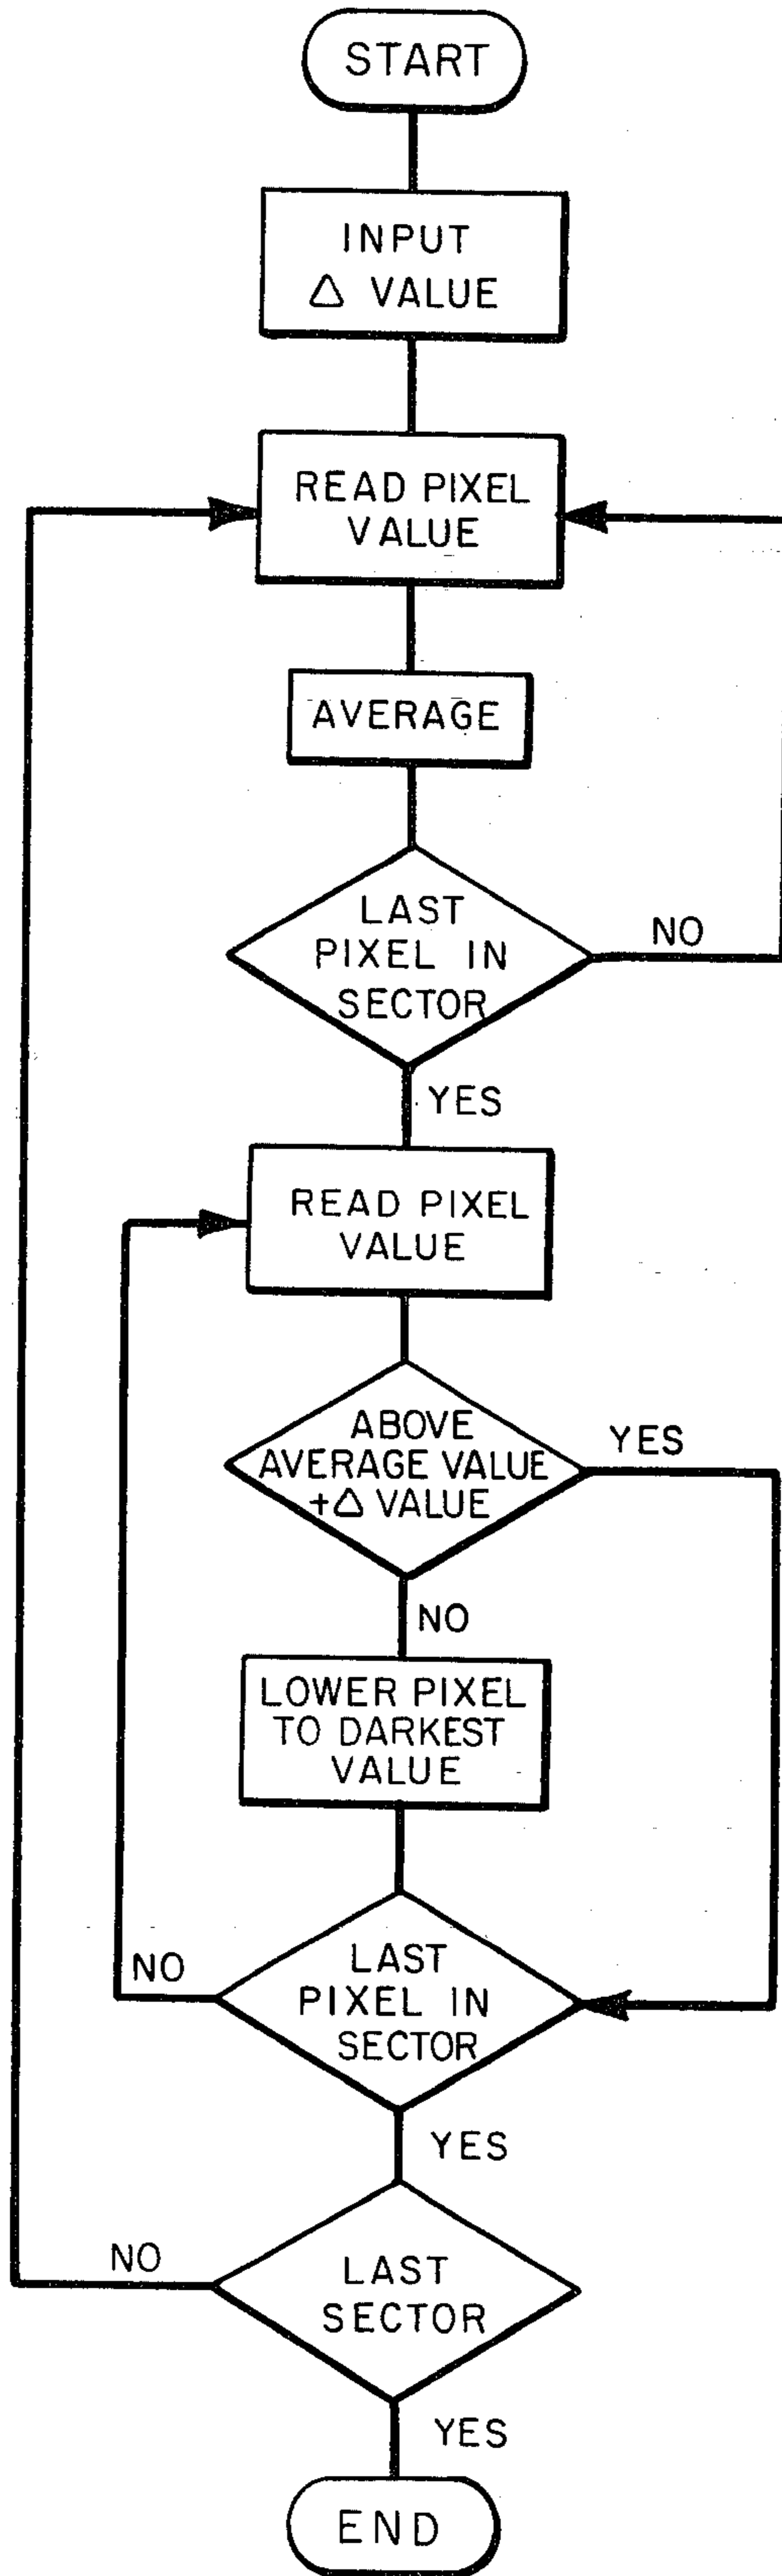 START
INPUT
△ VALUE
READ PIXEL
VALUE
AVERAGE
LAST
PIXEL IN
SECTOR
NO
YES
READ PIXEL
VALUE
ABOVE
AVERAGE VALUE
+△ VALUE
YES
NO
LOWER PIXEL
TO DARKEST
VALUE
LAST
PIXEL IN
SECTOR
NO
YES
LAST
SECTOR
NO
YES
END